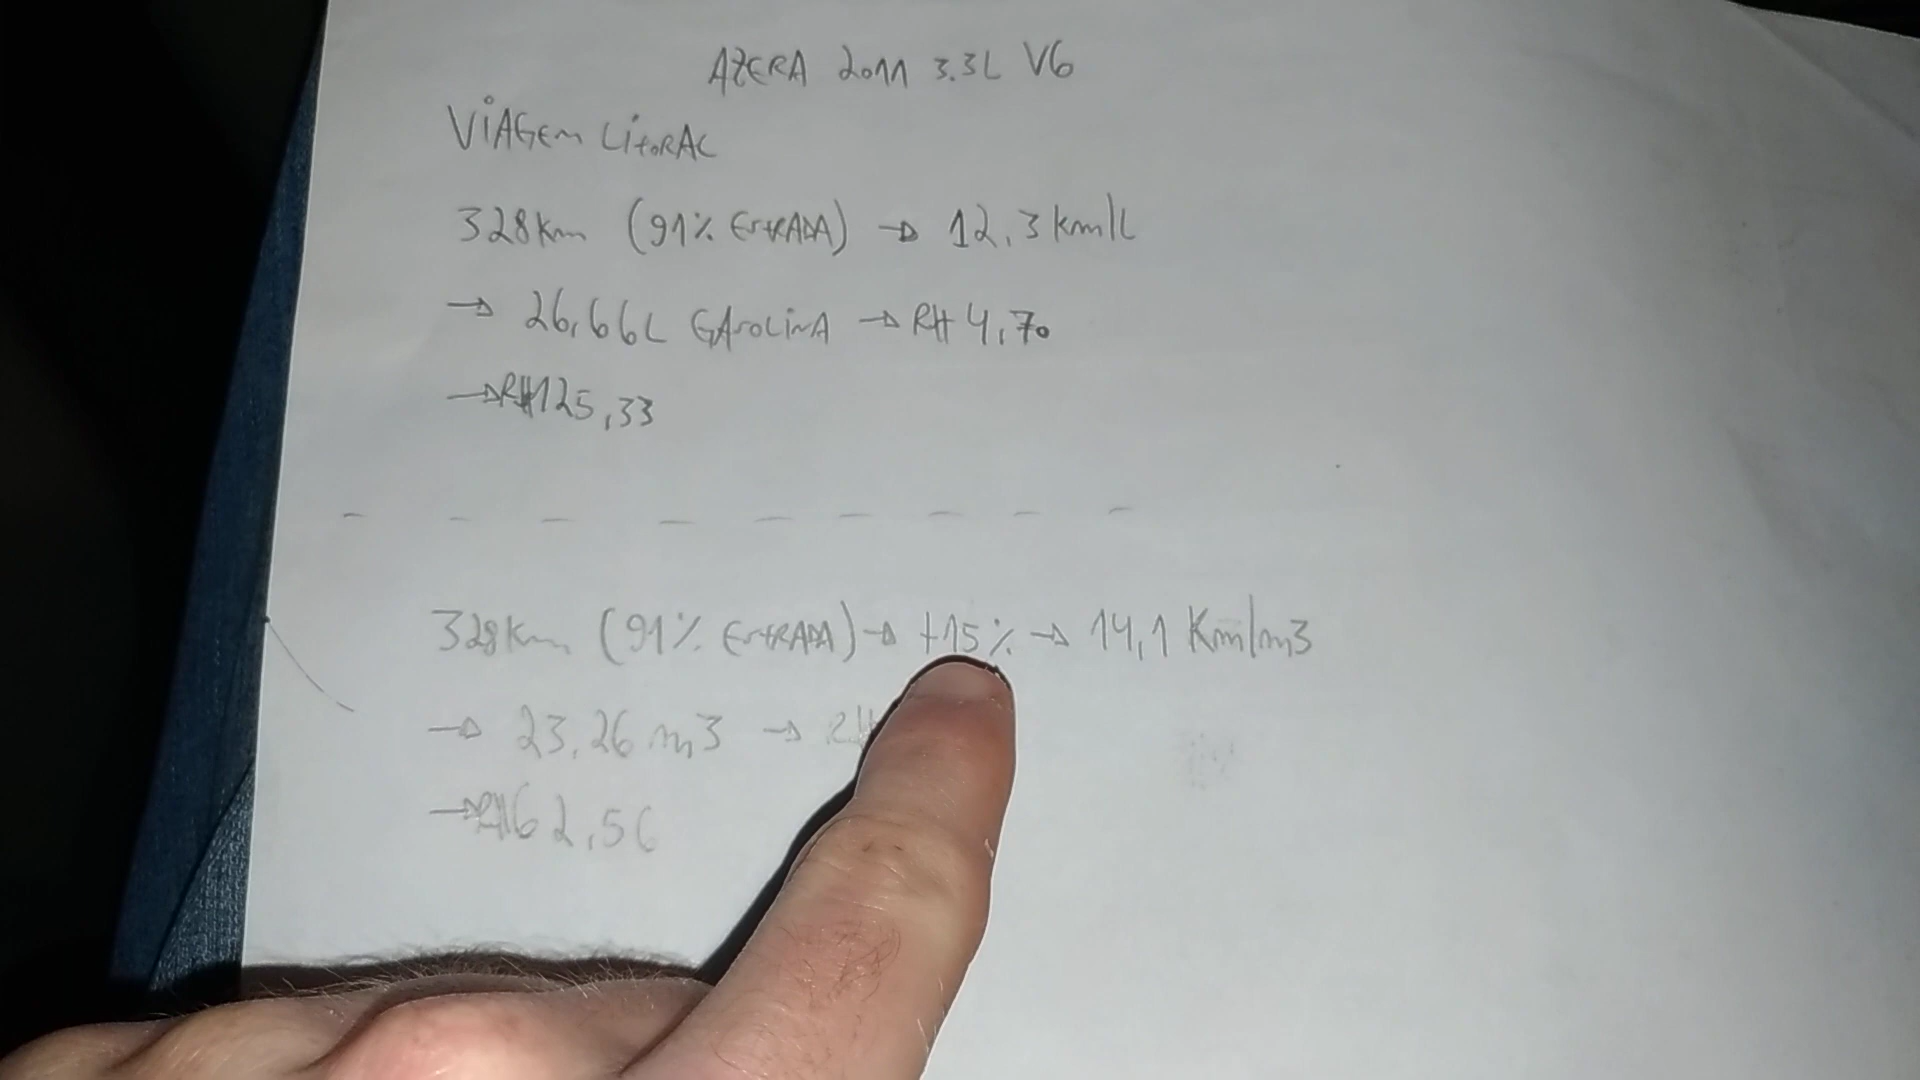 AZERA 2011 3.3L V6
VIAGEM LITORAL
328Km (91% ESTRADA) → 12,3 km/L
→ 26,66L GASOLINA → R$ 4,70
→ R$125,33
328Km (91% ESTRADA) → +15% → 14,1 Km/m3
→ 23,26 m3 → R$
→ R$62,56